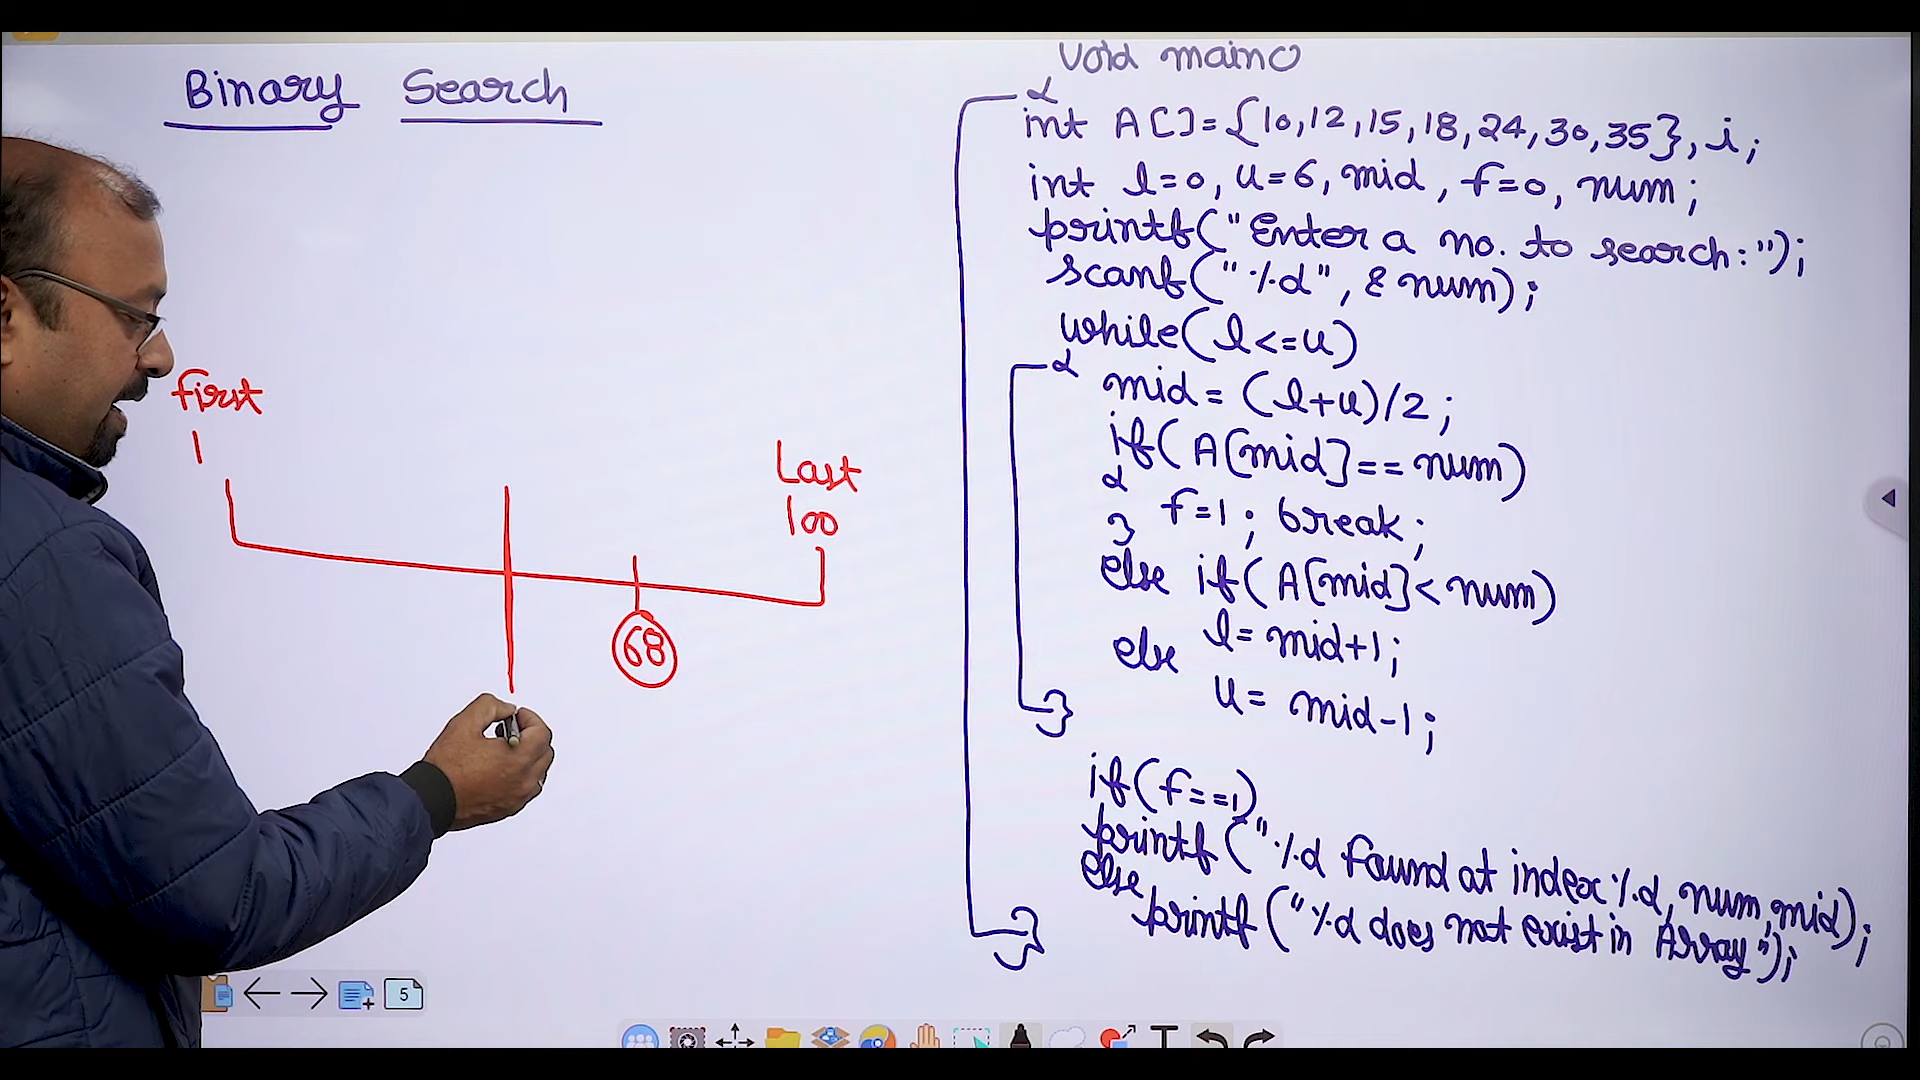 Binary Search
First
1
Last
100
68
void main()
{
int A[]={10,12,15,18,24,30,35},i;
int l=0,u=6,mid,f=0,num;
printf("Enter a no. to search:");
scanf("%d",&num);
while(l<=u)
{
mid=(l+u)/2;
if(A[mid]==num)
{
f=1; break;
}
else if(A[mid]<num)
l=mid+1;
else
u=mid-1;
}
if(f==1)
printf("%d found at index %d,num,mid);
else
printf("%d does not exist in Array");
}
5
T